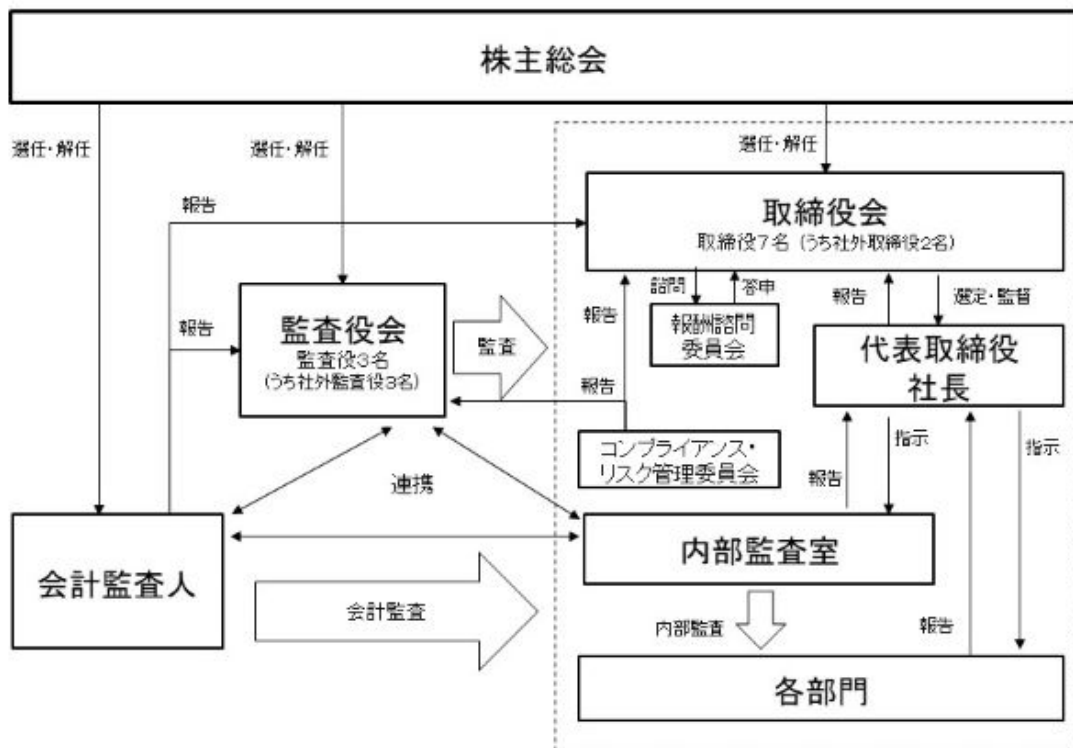 株主総会
選任・解任
選任・解任
選任・解任
取締役会
取締役7名 (うち社外取締役2名)
報告
諮問
答申
報告
選定・監督
報告
報酬諮問
委員会
代表取締役
社長
監査役会
監査役3名
(うち社外監査役3名)
報告
監査
報告
コンプライアンス・
リスク管理委員会
報告
指示
指示
連携
会計監査人
内部監査室
会計監査
内部監査
報告
各部門